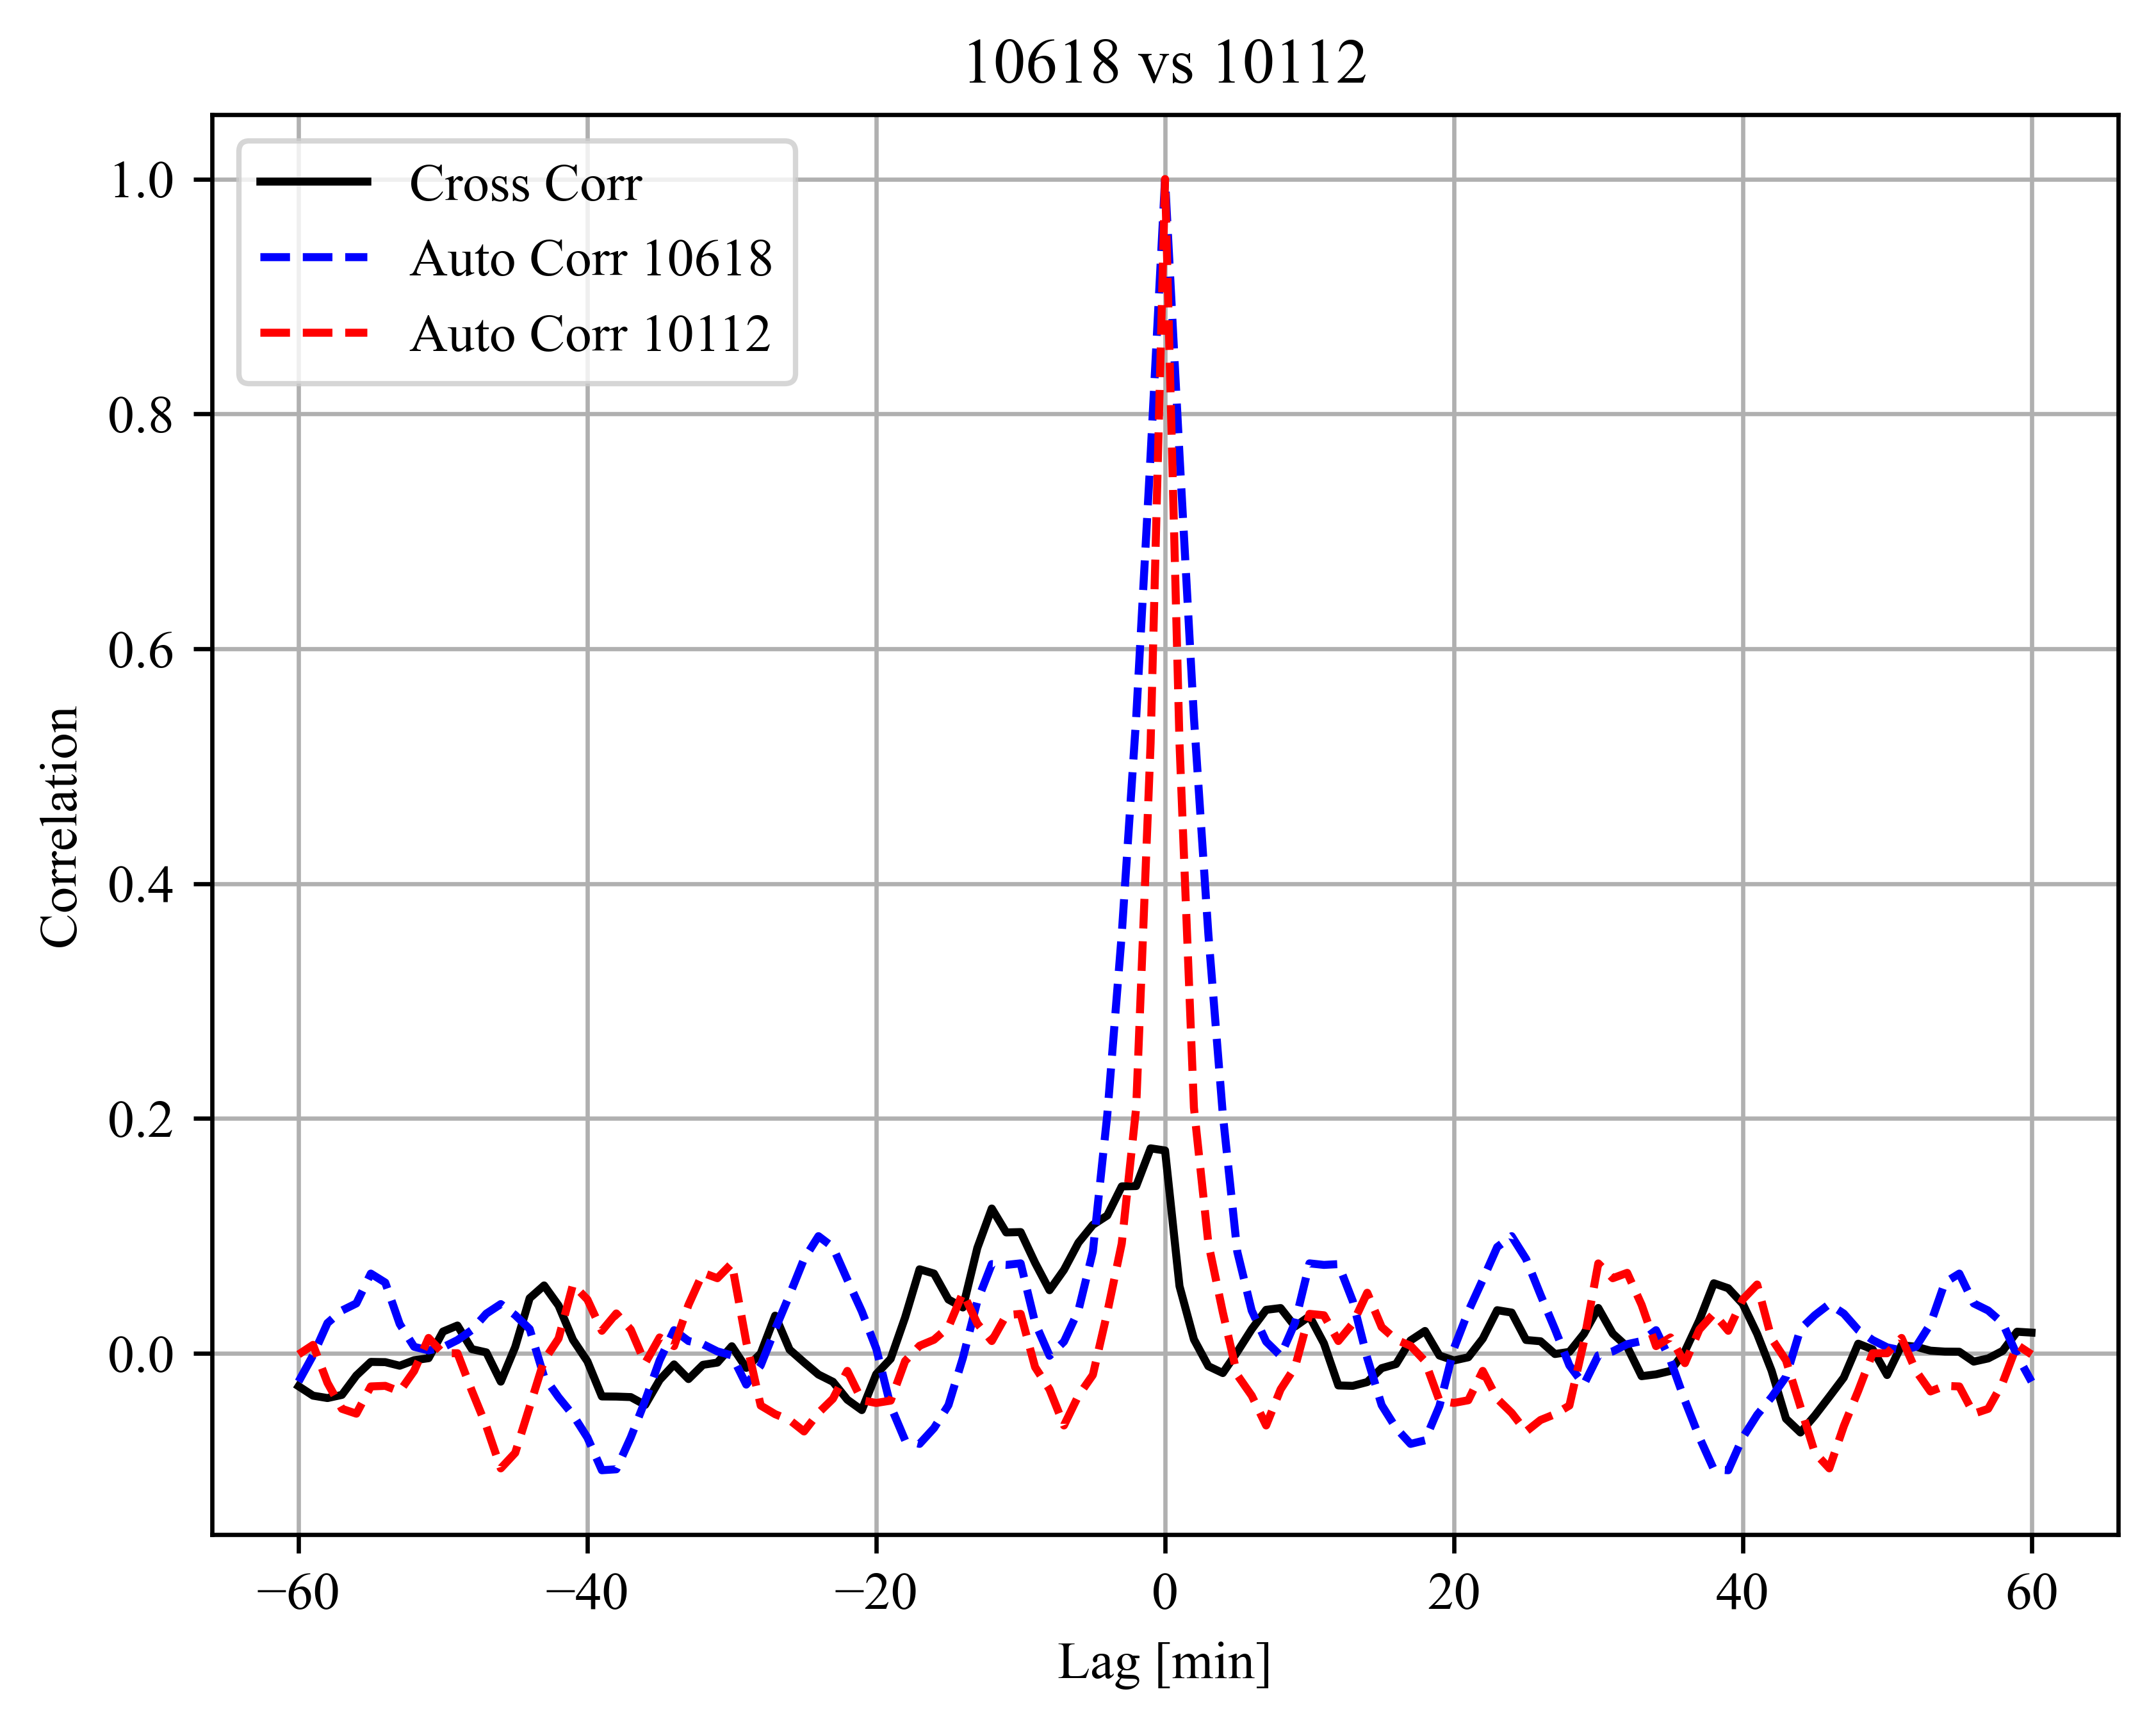 10618 vs 10112
Cross Corr
Auto Corr 10618
Auto Corr 10112
1.0
0.8
0.6
0.4
0.2
0.0
Correlation
−60 −40 −20 0 20 40 60
Lag [min]